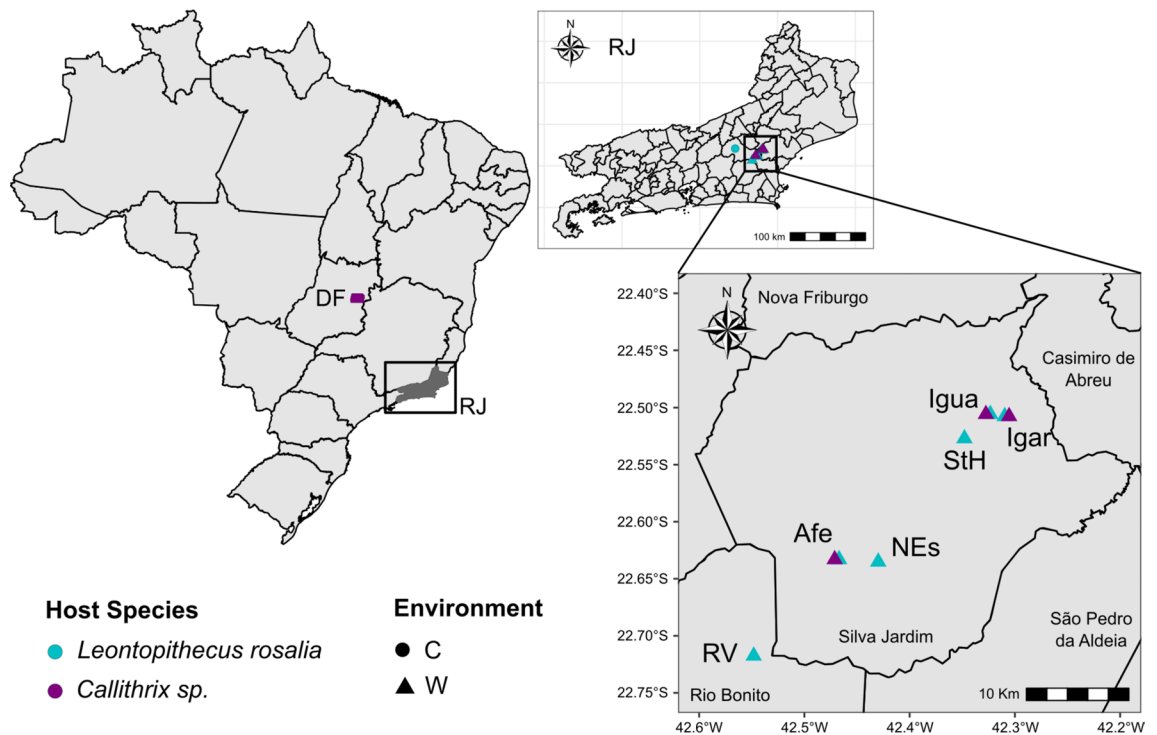 N
RJ
100 km
DF
RJ
22.40°S
22.45°S
22.50°S
22.55°S
22.60°S
22.65°S
22.70°S
22.75°S
N
Nova Friburgo
Casimiro de
Abreu
Igua
Igar
StH
Afe
NEs
São Pedro
da Aldeia
Silva Jardim
RV
Rio Bonito
10 Km
42.6°W
42.5°W
42.4°W
42.3°W
42.2°W
Host Species
Leontopithecus rosalia
Callithrix sp.
Environment
C
W